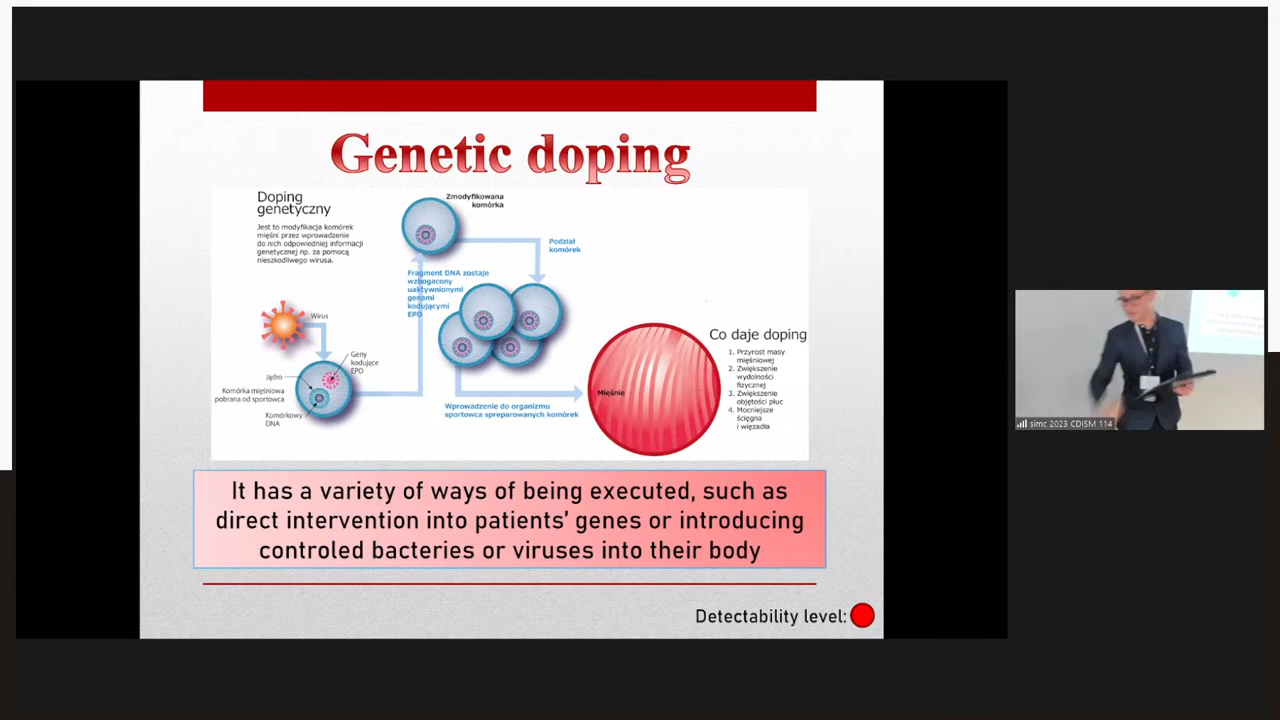 Genetic doping
Doping
genetyczny
Jest to modyfikacja komórek
mięśni przez wprowadzenie
do nich odpowiedniej informacji
genetycznej np. za pomocą
nieszkodliwego wirusa.
Zmodyfikowana
komórka
Podział
komórek
Fragment DNA zostaje
wzbogacony
uaktywnionymi
genami
kodującymi
EPO
Wirus
Geny
kodujące
EPO
Jądro
Komórka mięśniowa
pobrana od sportowca
Komórkowy
DNA
Wprowadzenie do organizmu
sportowca spreparowanych komórek
Mięśnie
Co daje doping
1. Przyrost masy
mięśniowej
2. Zwiększenie
wydolności
fizycznej
3. Zwiększenie
objętości płuc
4. Mocniejsze
ścięgna
i więzadła
It has a variety of ways of being executed, such as
direct intervention into patients' genes or introducing
controled bacteries or viruses into their body
Detectability level:
simc 2023 CDISM 114